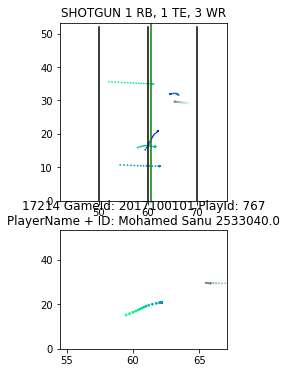 SHOTGUN 1 RB, 1 TE, 3 WR
50
40
30
20
10
0
50 60 70
17214 GameId: 2017100101 PlayId: 767
PlayerName + ID: Mohamed Sanu 2533040.0
40
20
0
55 60 65